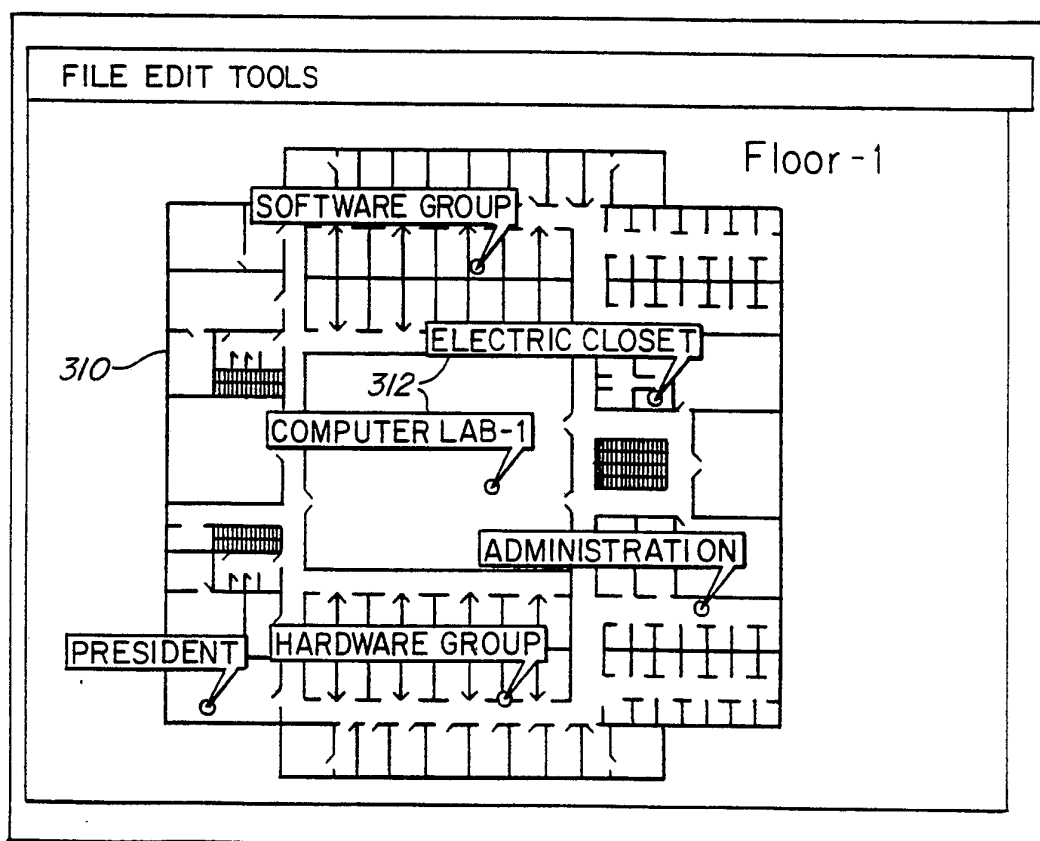 FILE EDIT TOOLS
Floor-1
SOFTWARE GROUP
ELECTRIC CLOSET
310
312
COMPUTER LAB-1
ADMINISTRATION
HARDWARE GROUP
PRESIDENT